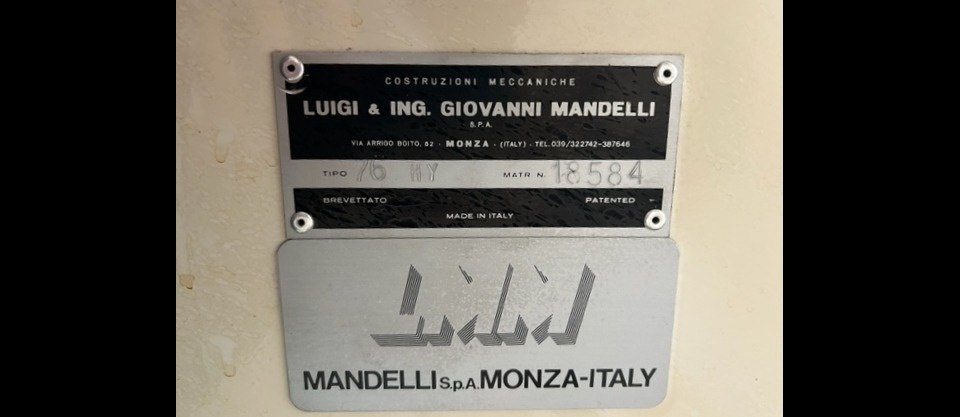 COSTRUZIONI MECCANICHE
LUIGI & ING. GIOVANNI MANDELLI
S.P.A.
VIA ARRIGO BOITO, 82 - MONZA - (ITALY) - TEL. 039/322742-387646
TIPO 76 MY MATR N. 18584
BREVETTATO PATENTED
MADE IN ITALY
MANDELLI S.p.A. MONZA-ITALY